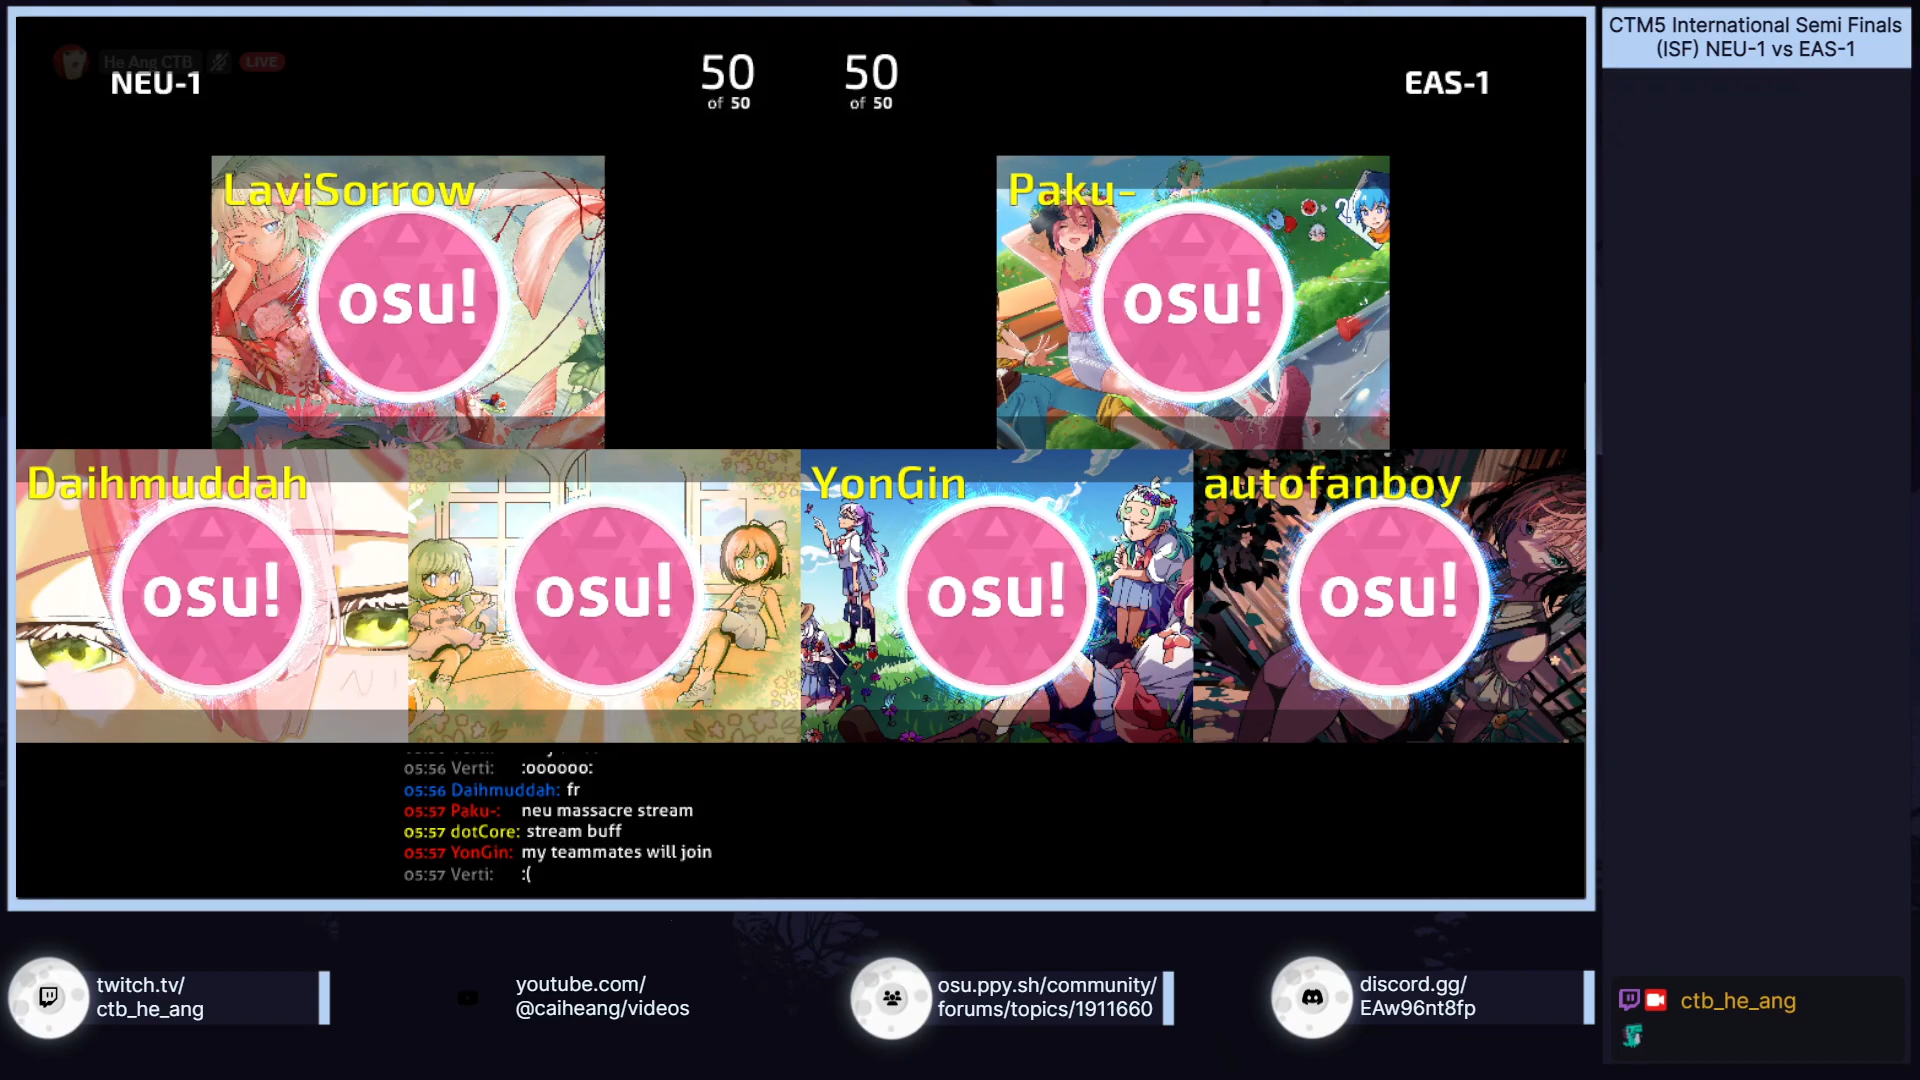 CTM5 International Semi Finals
(ISF) NEU-1 vs EAS-1
He Ang CTB
LIVE
NEU-1
50
of 50
50
of 50
EAS-1
LaviSorrow
osu!
Paku-
osu!
Daihmuddah
osu!
osu!
YonGin
osu!
autofanboy
osu!
05:56 Verti: :oooooo:
05:56 Daihmuddah: fr
05:57 Paku-: neu massacre stream
05:57 dotCore: stream buff
05:57 YonGin: my teammates will join
05:57 Verti: :(
twitch.tv/
ctb_he_ang
youtube.com/
@caiheang/videos
osu.ppy.sh/community/
forums/topics/1911660
discord.gg/
EAw96nt8fp
ctb_he_ang